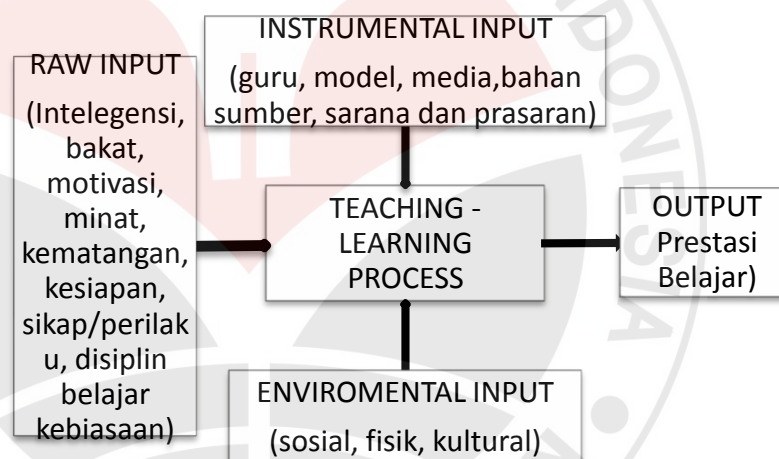 INSTRUMENTAL INPUT
(guru, model, media,bahan
sumber, sarana dan prasaran)
RAW INPUT
(Intelegensi,
bakat,
motivasi,
minat,
kematangan,
kesiapan,
sikap/perilak
u, disiplin
belajar
kebiasaan)
TEACHING -
LEARNING
PROCESS
OUTPUT
Prestasi
Belajar)
ENVIROMENTAL INPUT
(sosial, fisik, kultural)
INDONESIA